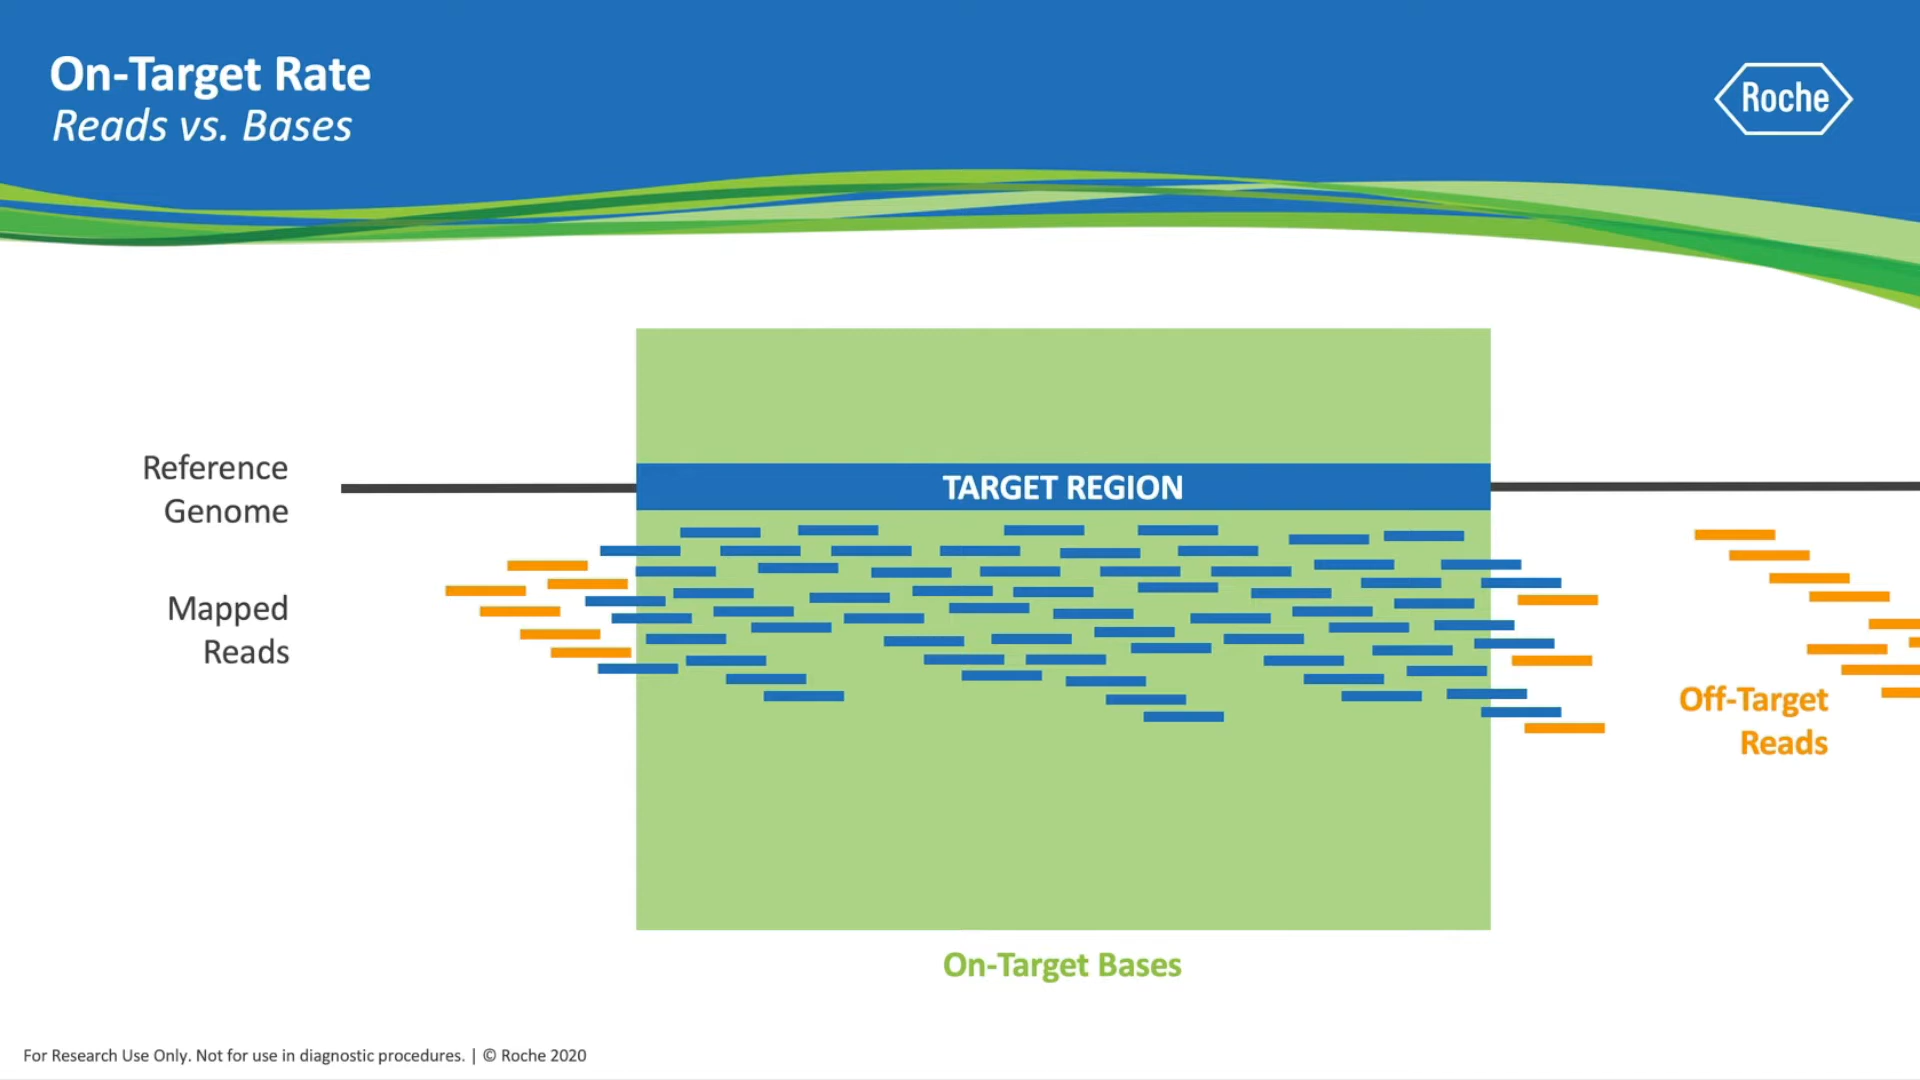 On-Target Rate
Reads vs. Bases
Roche
Reference
Genome
TARGET REGION
Mapped
Reads
Off-Target
Reads
On-Target Bases
For Research Use Only. Not for use in diagnostic procedures. | © Roche 2020